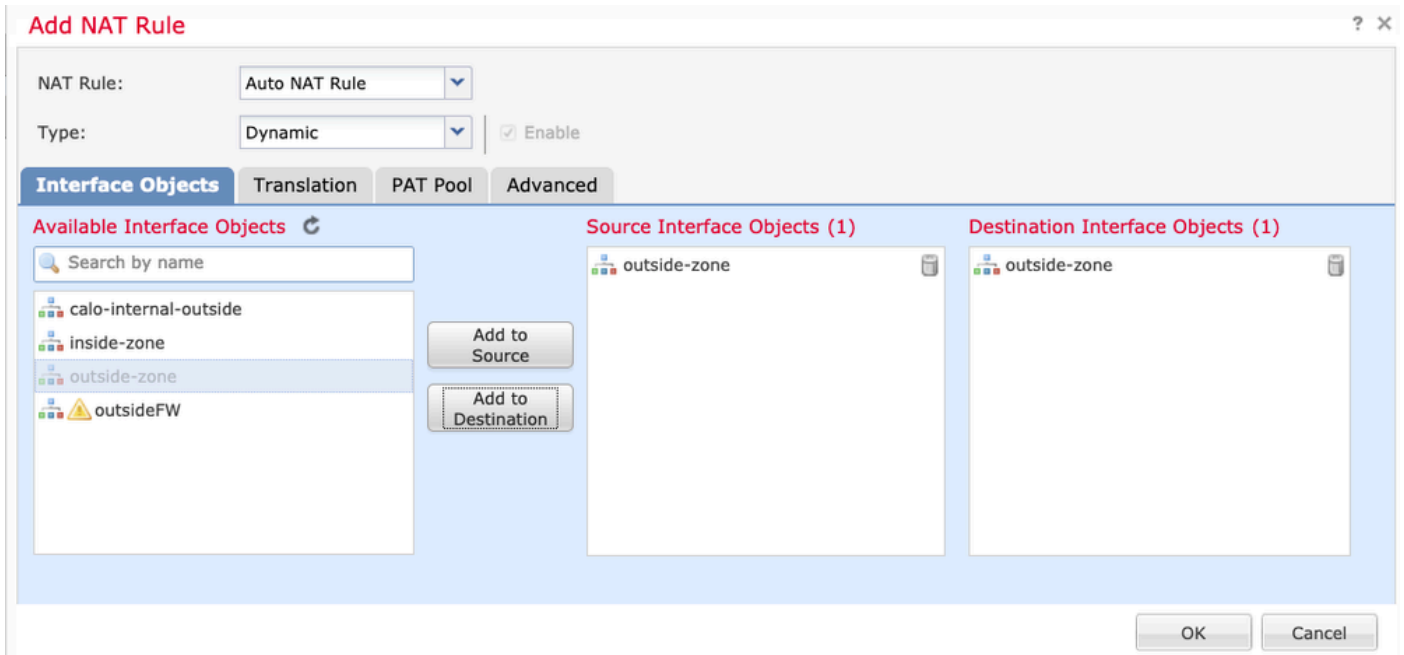 Add NAT Rule
?
NAT Rule:
Auto NAT Rule
Type:
Dynamic
Enable
Interface Objects
Translation
PAT Pool
Advanced
Available Interface Objects
Search by name
calo-internal-outside
inside-zone
outside-zone
outsideFW
Add to
Source
Add to
Destination
Source Interface Objects (1)
outside-zone
Destination Interface Objects (1)
outside-zone
OK
Cancel